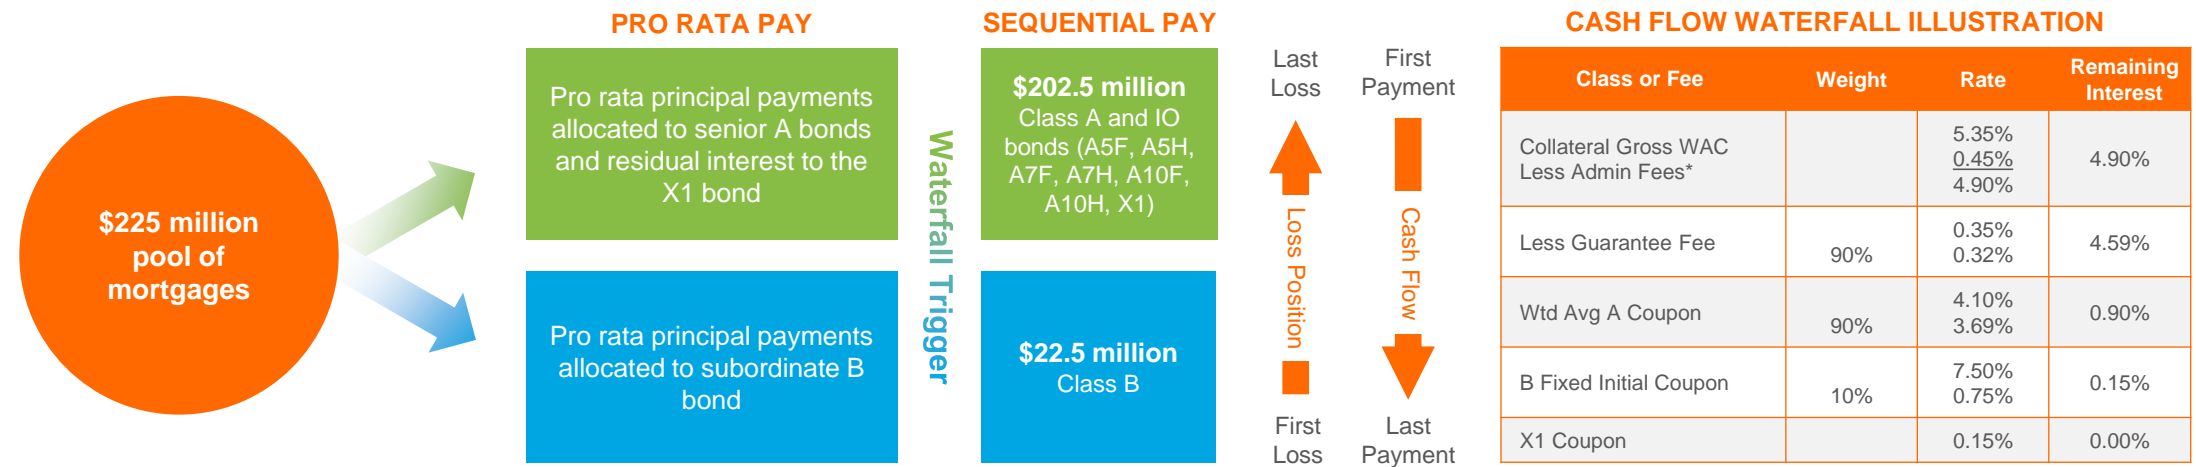 $225 million
pool of
mortgages
PRO RATA PAY
Pro rata principal payments
allocated to senior A bonds
and residual interest to the
X1 bond
Pro rata principal payments
allocated to subordinate B
bond
Waterfall Trigger
SEQUENTIAL PAY
$202.5 million
Class A and IO
bonds (A5F, A5H,
A7F, A7H, A10F,
A10H, X1)
$22.5 million
Class B
Last
Loss
Loss Position
First
Loss
First
Payment
Cash Flow
Last
Payment
CASH FLOW WATERFALL ILLUSTRATION
Class or Fee Weight Rate Remaining
Interest
Collateral Gross WAC 5.35%
Less Admin Fees* 0.45% 4.90%
4.90%
Less Guarantee Fee 0.35% 4.59%
90% 0.32%
Wtd Avg A Coupon 4.10% 0.90%
90% 3.69%
B Fixed Initial Coupon 7.50% 0.15%
10% 0.75%
X1 Coupon 0.15% 0.00%